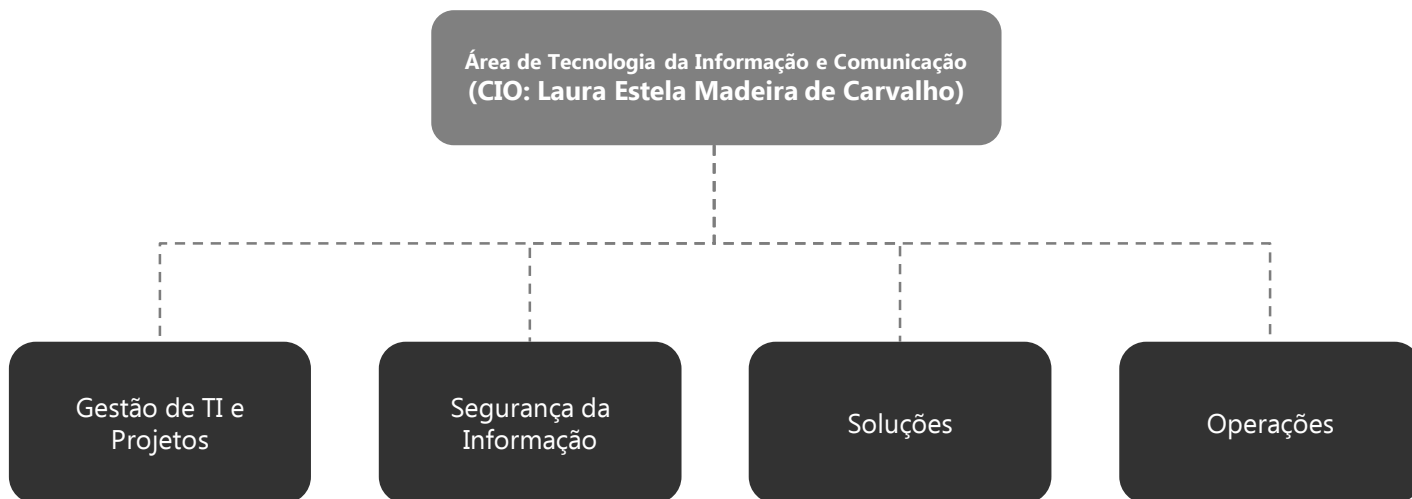 Área de Tecnologia da Informação e Comunicação
(CIO: Laura Estela Madeira de Carvalho)
Gestão de TI e
Projetos
Segurança da
Informação
Soluções
Operações